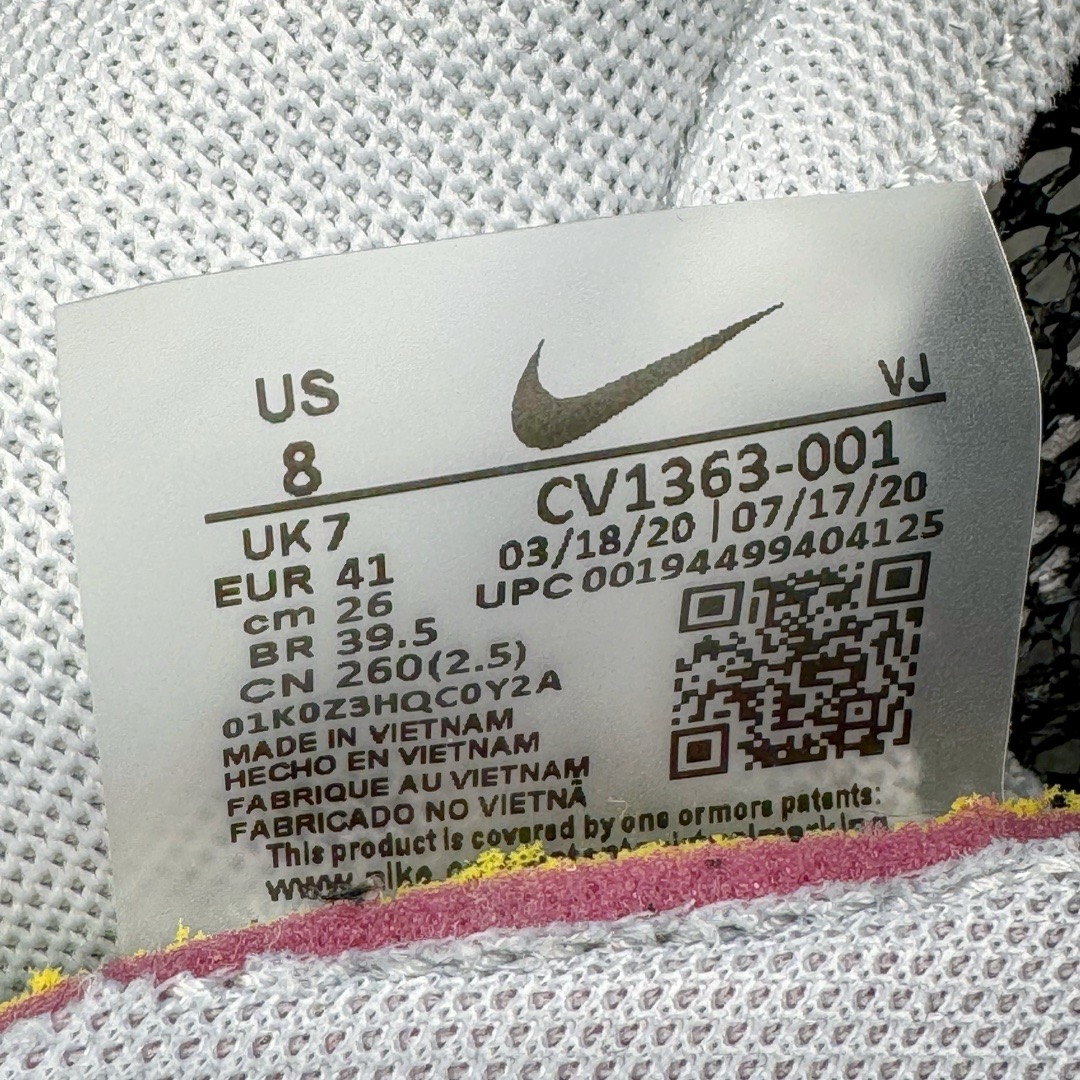 US
VJ
8
CV1363-001
UK 7
03/18/20 | 07/17/20
EUR 41
UPC 00194499404125
cm 26
BR 39.5
CN 260(2.5)
01K0Z3HQC0Y2A
MADE IN VIETNAM
HECHO EN VIETNAM
FABRIQUE AU VIETNAM
FABRICADO NO VIETNÃ
This product is covered by one or more patents: